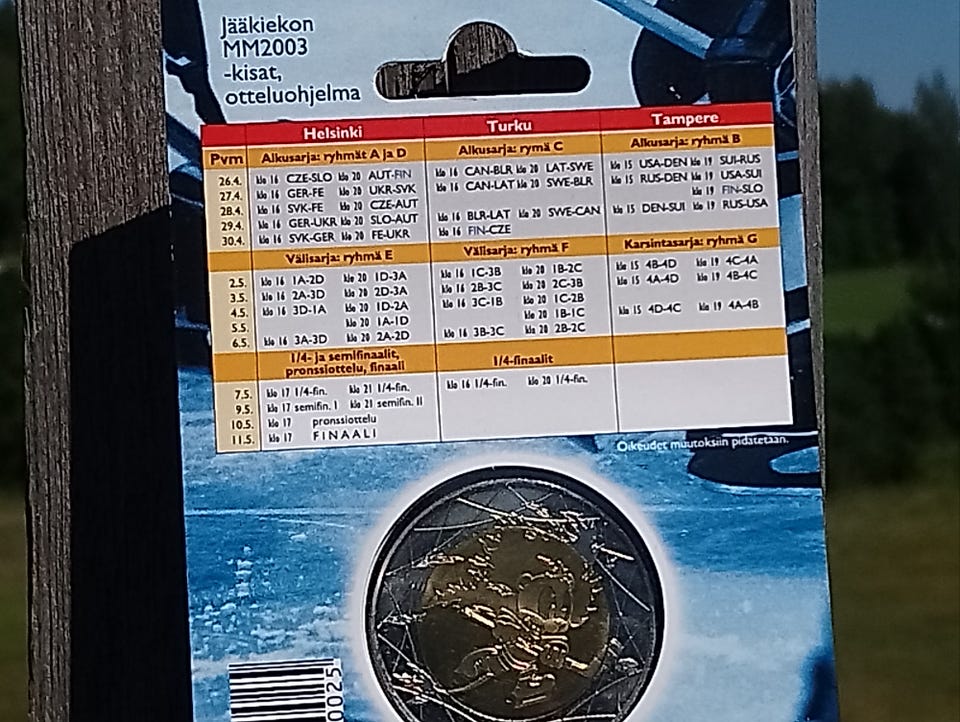 Jääkiekon
MM2003
-kisat,
otteluohjelma
Helsinki Turku Tampere
Pvm Alkusarja: ryhmät A ja D Alkusarja: rymä C Alkusarja: ryhmä B
26.4. klo 16 CZE-SLO klo 20 AUT-FIN klo 16 CAN-BLR klo 20 LAT-SWE klo 15 USA-DEN klo 19 SUI-RUS
27.4. klo 16 GER-FE klo 20 UKR-SVK klo 16 CAN-LAT klo 20 SWE-BLR klo 15 RUS-DEN klo 19 USA-SUI
28.4. klo 16 SVK-FE klo 20 CZE-AUT klo 19 FIN-SLO
29.4. klo 16 GER-UKR klo 20 SLO-AUT klo 16 BLR-LAT klo 20 SWE-CAN klo 15 DEN-SUI klo 19 RUS-USA
30.4. klo 16 SVK-GER klo 20 FE-UKR klo 16 FIN-CZE
Välisarja: ryhmä E Välisarja: ryhmä F Karsintasarja: ryhmä G
2.5. klo 16 1A-2D klo 20 1D-3A klo 16 1C-3B klo 20 1B-2C klo 15 4B-4D klo 19 4C-4A
3.5. klo 16 2A-3D klo 20 2D-3A klo 16 2B-3C klo 20 2C-3B klo 15 4A-4D klo 19 4B-4C
4.5. klo 16 3D-1A klo 20 1D-2A klo 16 3C-1B klo 20 1C-2B
5.5. klo 20 1A-1D klo 20 1B-1C klo 15 4D-4C klo 19 4A-4B
6.5. klo 16 3A-3D klo 20 2A-2D klo 16 3B-3C klo 20 2B-2C
1/4- ja semifinaalit,
pronssiottelu, finaali 1/4-finaalit
7.5. klo 17 1/4-fin. klo 21 1/4-fin. klo 16 1/4-fin. klo 20 1/4-fin.
9.5. klo 17 semifin. I klo 21 semifin. II
10.5. klo 17 pronssiottelu
11.5. klo 17 FINAALI
Oikeudet muutoksiin pidätetään.
0025